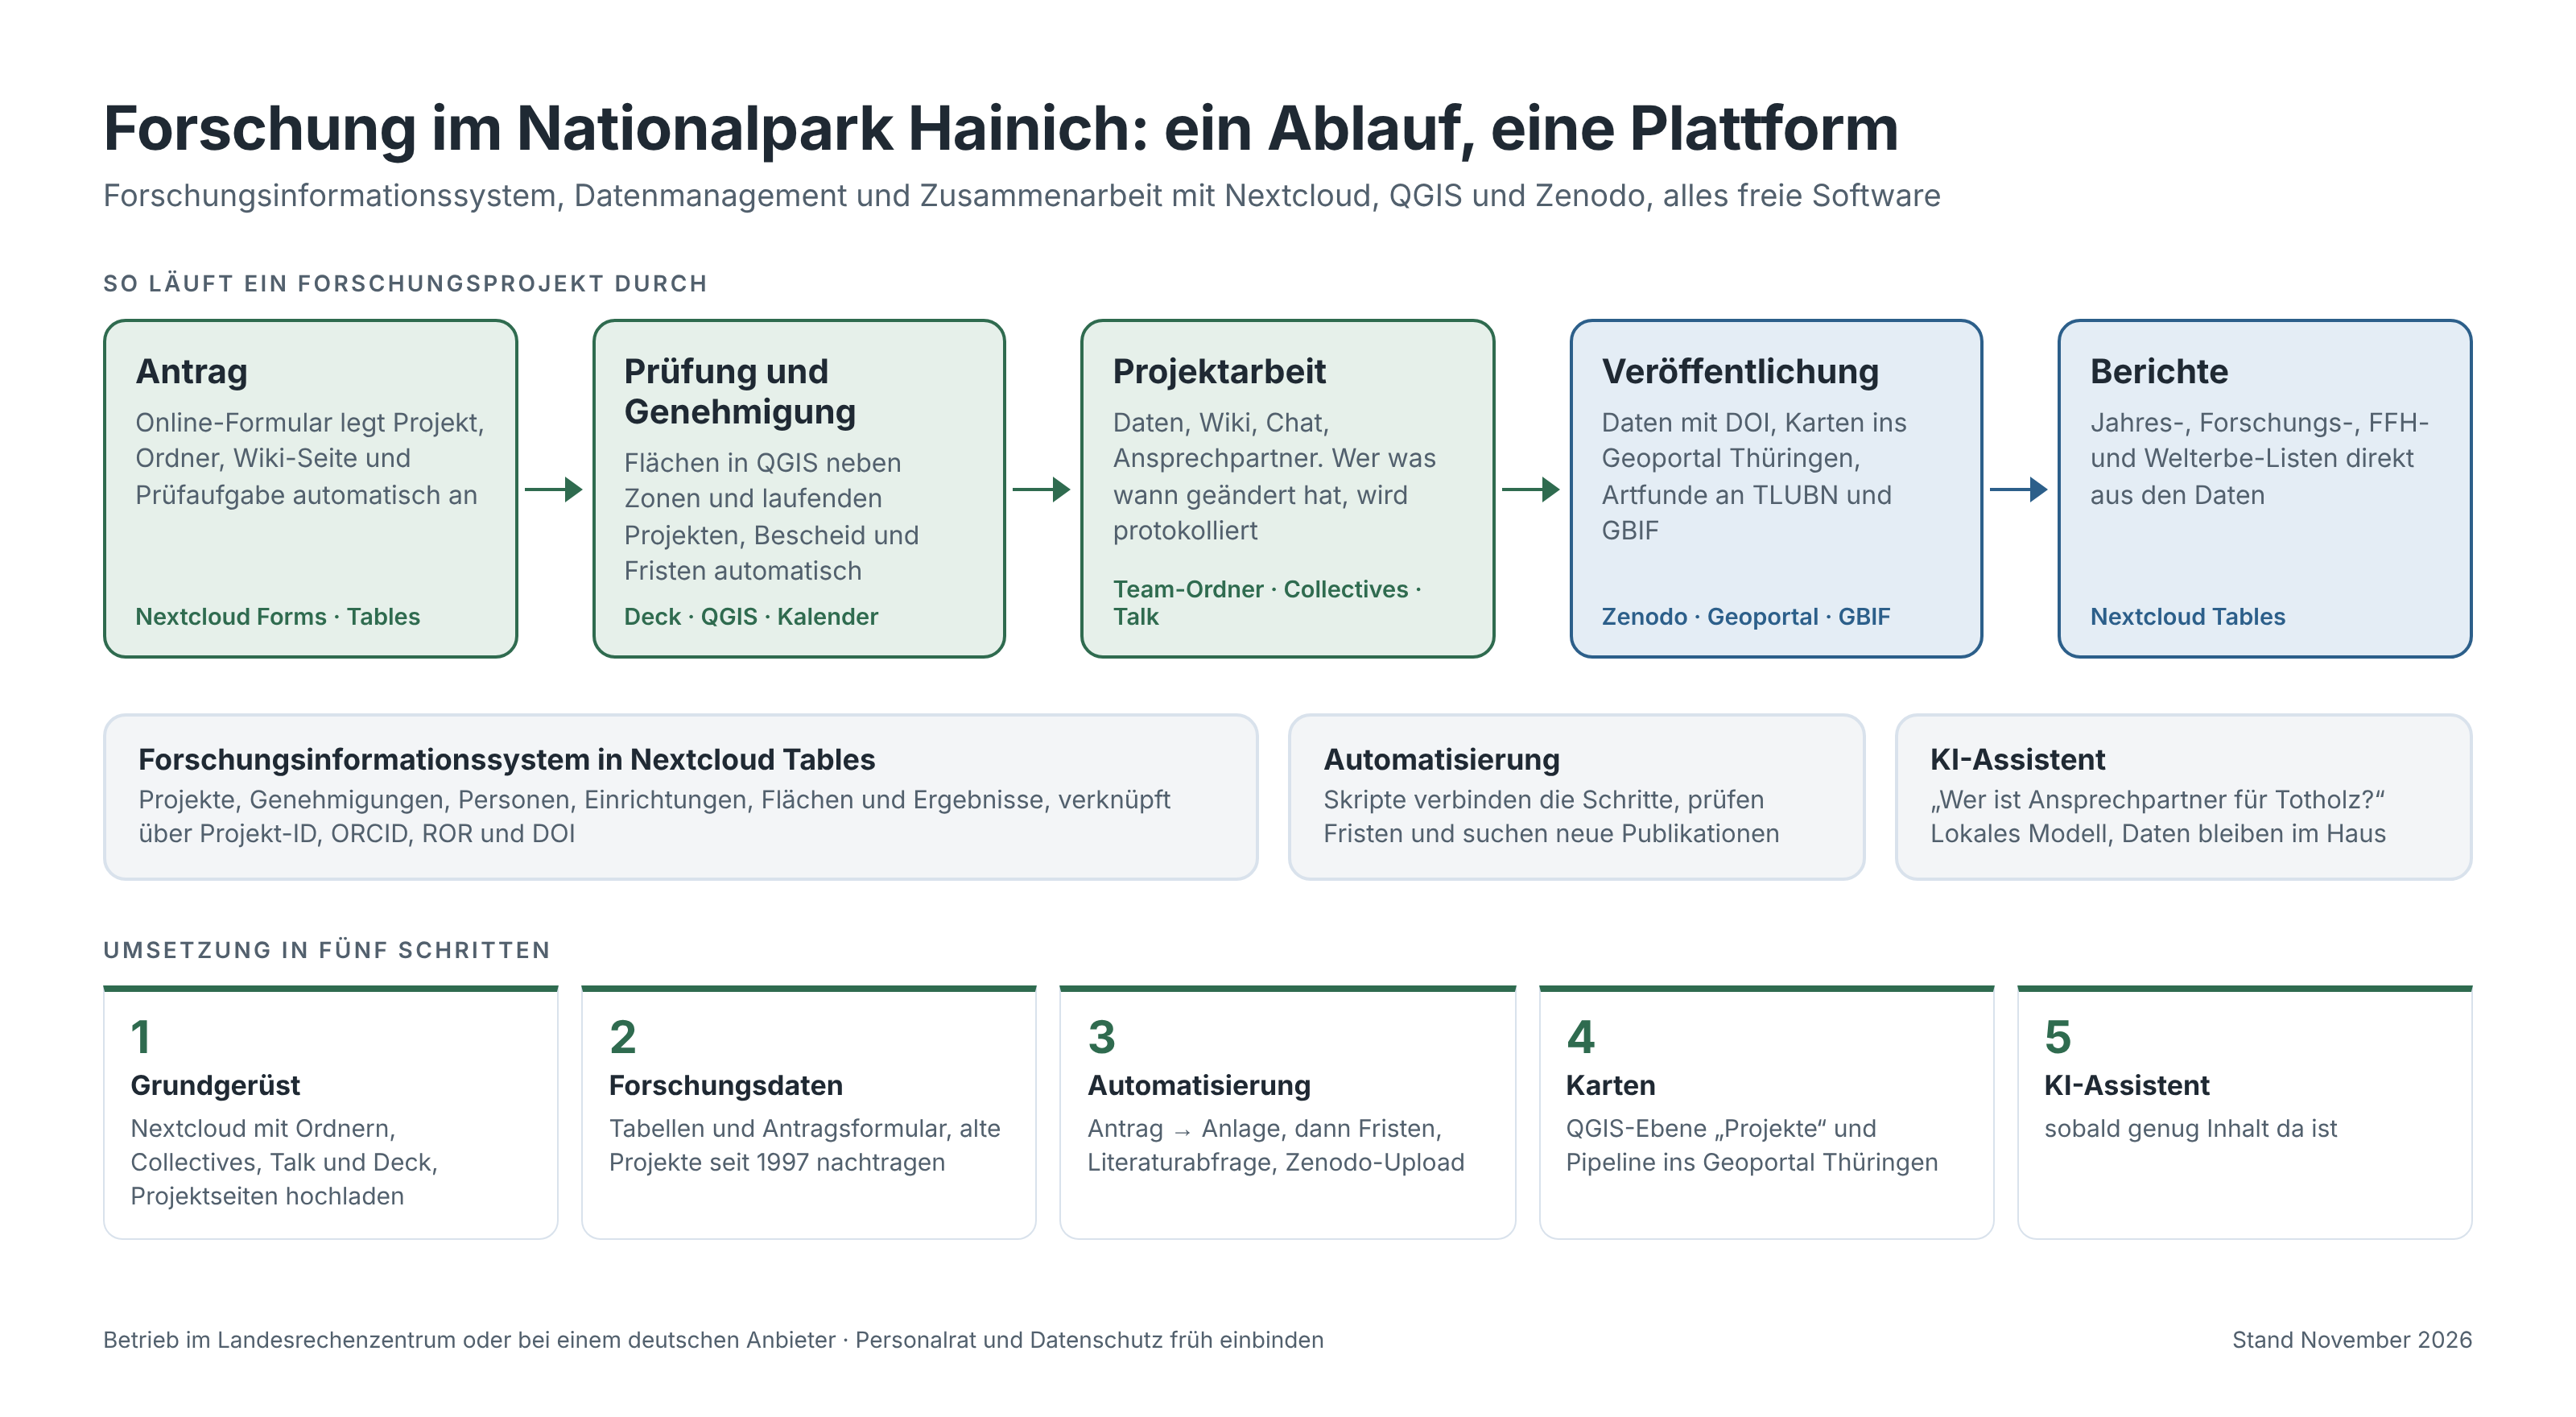 Forschung im Nationalpark Hainich: ein Ablauf, eine Plattform
Forschungsinformationssystem, Datenmanagement und Zusammenarbeit mit Nextcloud, QGIS und Zenodo, alles freie Software
SO LÄUFT EIN FORSCHUNGSPROJEKT DURCH
Antrag
Online-Formular legt Projekt,
Ordner, Wiki-Seite und
Prüfaufgabe automatisch an
Nextcloud Forms · Tables
Prüfung und
Genehmigung
Flächen in QGIS neben
Zonen und laufenden
Projekten, Bescheid und
Fristen automatisch
Deck · QGIS · Kalender
Projektarbeit
Daten, Wiki, Chat,
Ansprechpartner. Wer was
wann geändert hat, wird
protokolliert
Team-Ordner · Collectives ·
Talk
Veröffentlichung
Daten mit DOI, Karten ins
Geoportal Thüringen,
Artfunde an TLUBN und
GBIF
Zenodo · Geoportal · GBIF
Berichte
Jahres-, Forschungs-, FFH-
und Welterbe-Listen direkt
aus den Daten
Nextcloud Tables
Forschungsinformationssystem in Nextcloud Tables
Projekte, Genehmigungen, Personen, Einrichtungen, Flächen und Ergebnisse, verknüpft
über Projekt-ID, ORCID, ROR und DOI
Automatisierung
Skripte verbinden die Schritte, prüfen
Fristen und suchen neue Publikationen
KI-Assistent
„Wer ist Ansprechpartner für Totholz?“
Lokales Modell, Daten bleiben im Haus
UMSETZUNG IN FÜNF SCHRITTEN
1
Grundgerüst
Nextcloud mit Ordnern,
Collectives, Talk und Deck,
Projektseiten hochladen
2
Forschungsdaten
Tabellen und Antragsformular, alte
Projekte seit 1997 nachtragen
3
Automatisierung
Antrag → Anlage, dann Fristen,
Literaturabfrage, Zenodo-Upload
4
Karten
QGIS-Ebene „Projekte“ und
Pipeline ins Geoportal Thüringen
5
KI-Assistent
sobald genug Inhalt da ist
Betrieb im Landesrechenzentrum oder bei einem deutschen Anbieter · Personalrat und Datenschutz früh einbinden
Stand November 2026